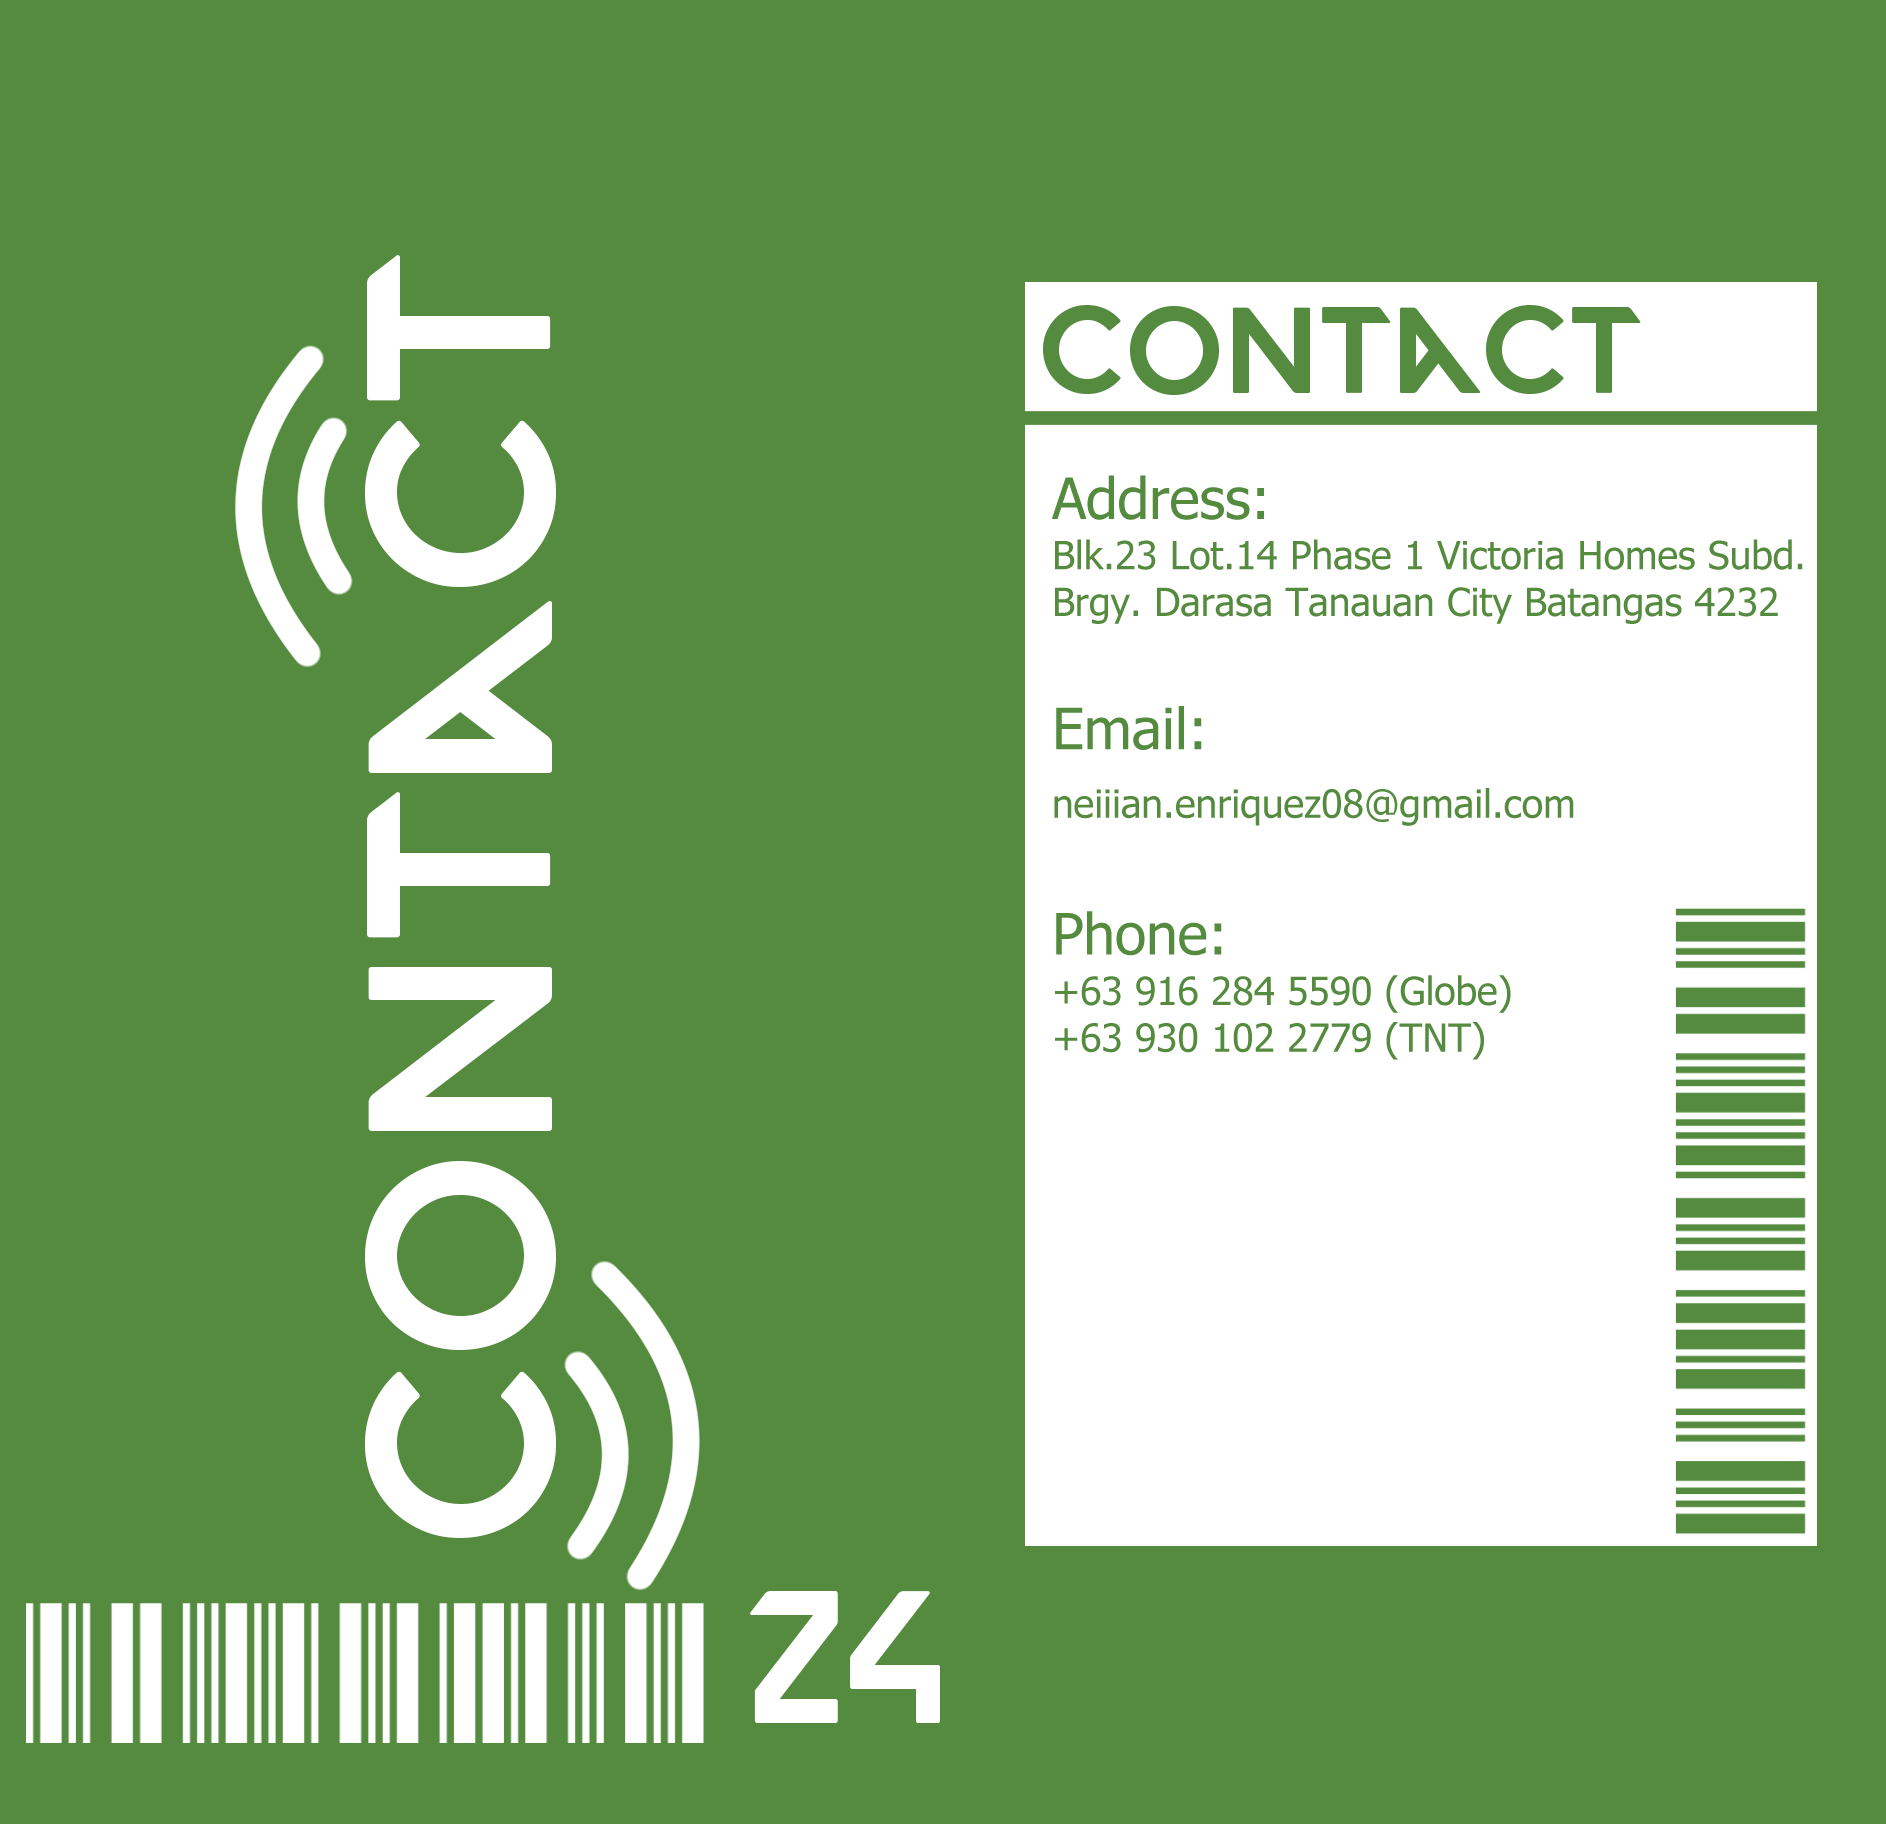 CONTACT
24
CONTACT
Address:
Blk.23 Lot.14 Phase 1 Victoria Homes Subd.
Brgy. Darasa Tanauan City Batangas 4232
Email:
neiiian.enriquez08@gmail.com
Phone:
+63 916 284 5590 (Globe)
+63 930 102 2779 (TNT)